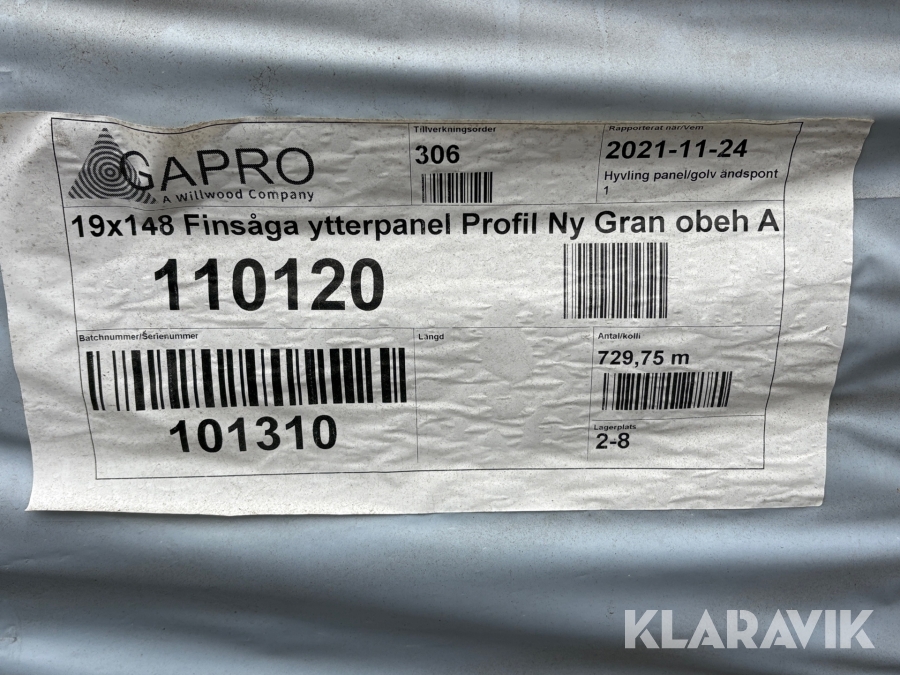 GAPRO
A Willwood Company
Tillverkningsorder
306
Rapporterat när/Vem
2021-11-24
Hyvling panel/golv ändspont
1
19x148 Finsåga ytterpanel Profil Ny Gran obeh A
110120
Batchnummer/Serienummer
101310
Längd
Antal/kolli
729,75 m
Lagerplats
2-8
KLARAVIK